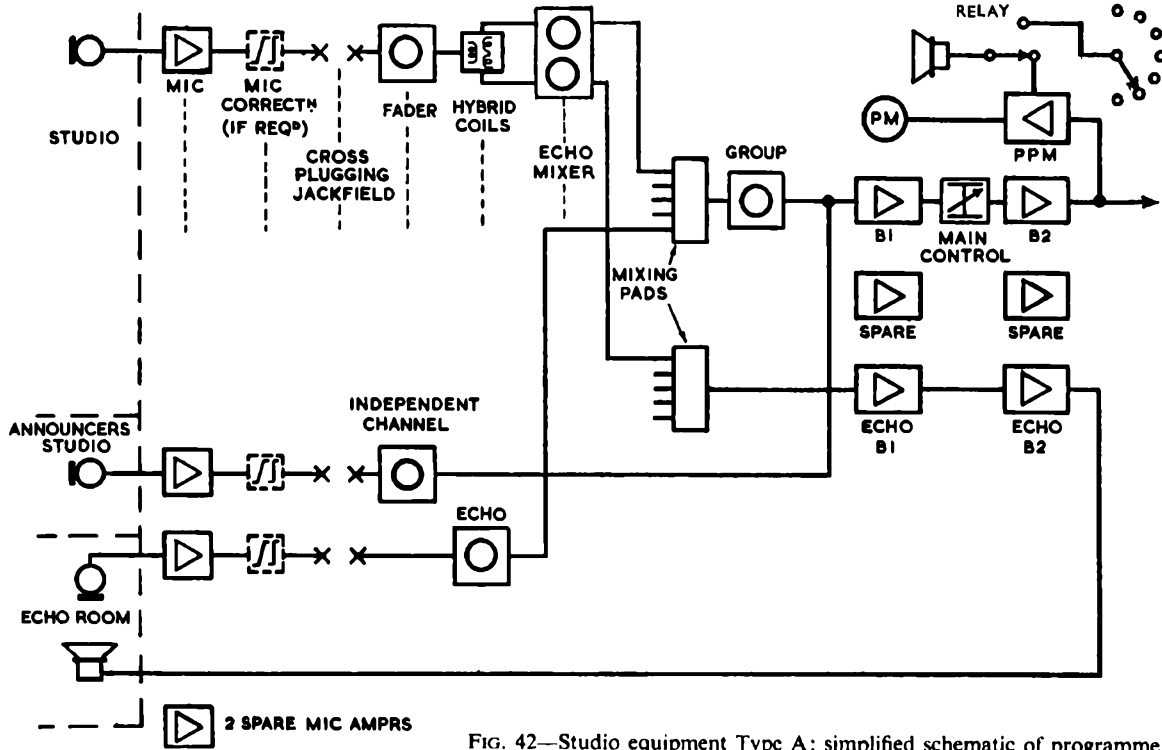 RELAY
MIC
MIC
CORRECTᴺ
(IF REQᴰ)
CROSS
PLUGGING
JACKFIELD
FADER
HYBRID
COILS
ECHO
MIXER
STUDIO
GROUP
PM
PPM
B1
MAIN
CONTROL
B2
MIXING
PADS
SPARE
SPARE
ECHO
B1
ECHO
B2
ANNOUNCERS
STUDIO
INDEPENDENT
CHANNEL
ECHO
ECHO ROOM
2 SPARE MIC AMPRS
FIG. 42—Studio equipment Type A: simplified schematic of programme